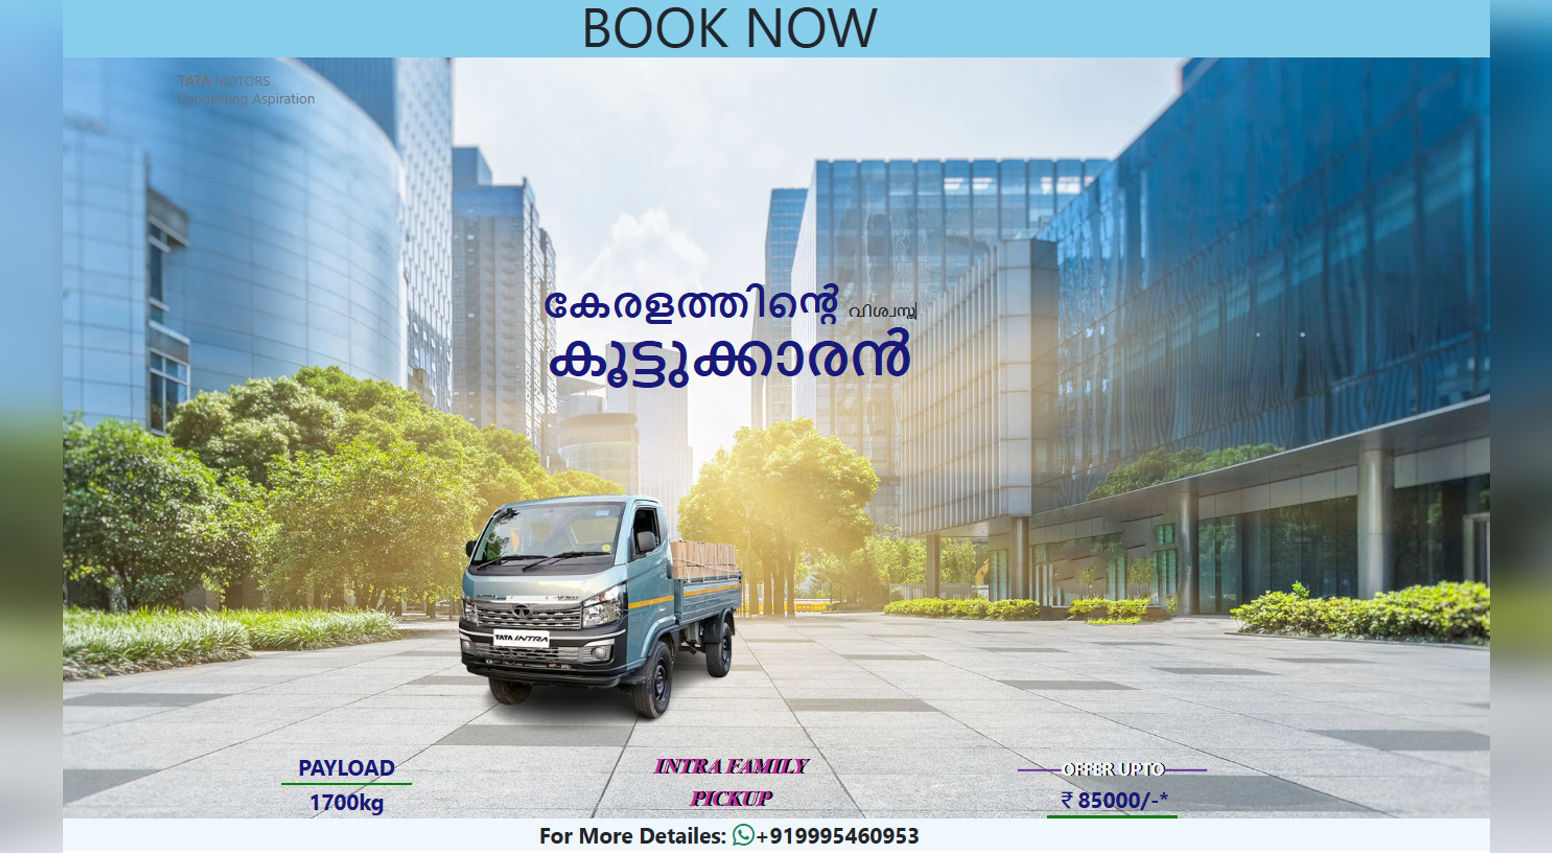 BOOK NOW
TATA MOTORS
Connecting Aspiration
കേരളത്തിന്റെ വിശ്വസ്ത
കൂട്ടുക്കാരൻ
TATA INTRA
PAYLOAD
1700kg
INTRA FAMILY
PICKUP
OFFER UPTO
₹ 85000/-*
For More Detailes: +919995460953